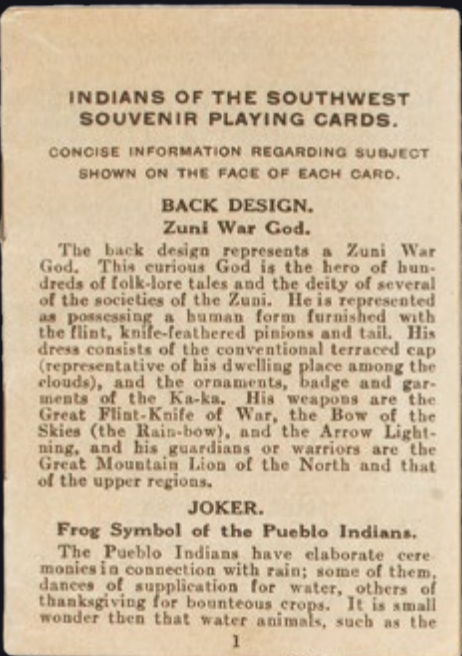 INDIANS OF THE SOUTHWEST
SOUVENIR PLAYING CARDS.
CONCISE INFORMATION REGARDING SUBJECT
SHOWN ON THE FACE OF EACH CARD.
BACK DESIGN.
Zuni War God.
The back design represents a Zuni War
God. This curious God is the hero of hun-
dreds of folk-lore tales and the deity of several
of the societies of the Zuni. He is represented
as possessing a human form furnished with
the flint, knife-feathered pinions and tail. His
dress consists of the conventional terraced cap
(representative of his dwelling place among the
clouds), and the ornaments, badge and gar-
ments of the Ka-ka. His weapons are the
Great Flint-Knife of War, the Bow of the
Skies (the Rain-bow), and the Arrow Light-
ning, and his guardians or warriors are the
Great Mountain Lion of the North and that
of the upper regions.
JOKER.
Frog Symbol of the Pueblo Indians.
The Pueblo Indians have elaborate cere
monies in connection with rain; some of them,
dances of supplication for water, others of
thanksgiving for bounteous crops. It is small
wonder then that water animals, such as the
1